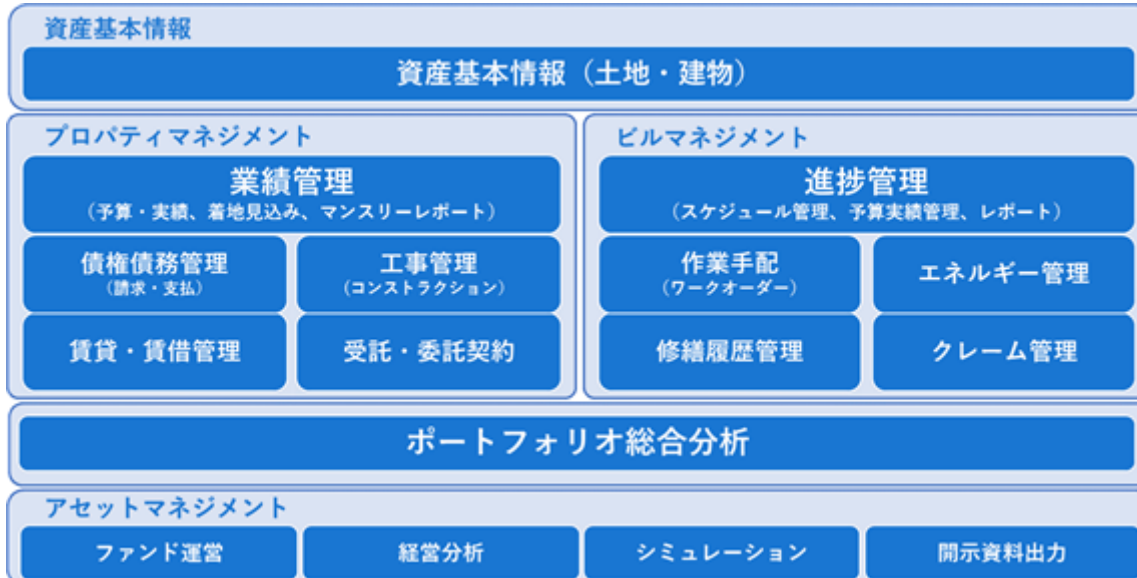 資産基本情報
資産基本情報（土地・建物）
プロパティマネジメント
業績管理
（予算・実績、着地見込み、マンスリーレポート）
債権債務管理
（請求・支払）
工事管理
（コンストラクション）
賃貸・賃借管理
受託・委託契約
ビルマネジメント
進捗管理
（スケジュール管理、予算実績管理、レポート）
作業手配
（ワークオーダー）
エネルギー管理
修繕履歴管理
クレーム管理
ポートフォリオ総合分析
アセットマネジメント
ファンド運営
経営分析
シミュレーション
開示資料出力